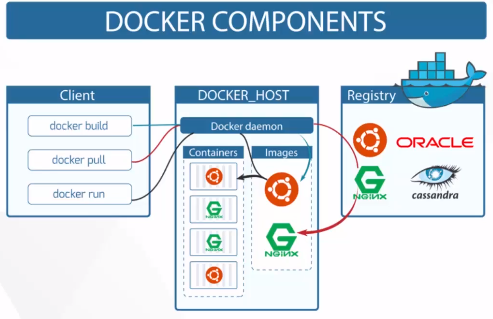 DOCKER COMPONENTS
Client
docker build
docker pull
docker run
DOCKER_HOST
Docker daemon
Containers
NGINX
NGINX
Images
NGINX
Registry
ORACLE
NGINX
cassandra